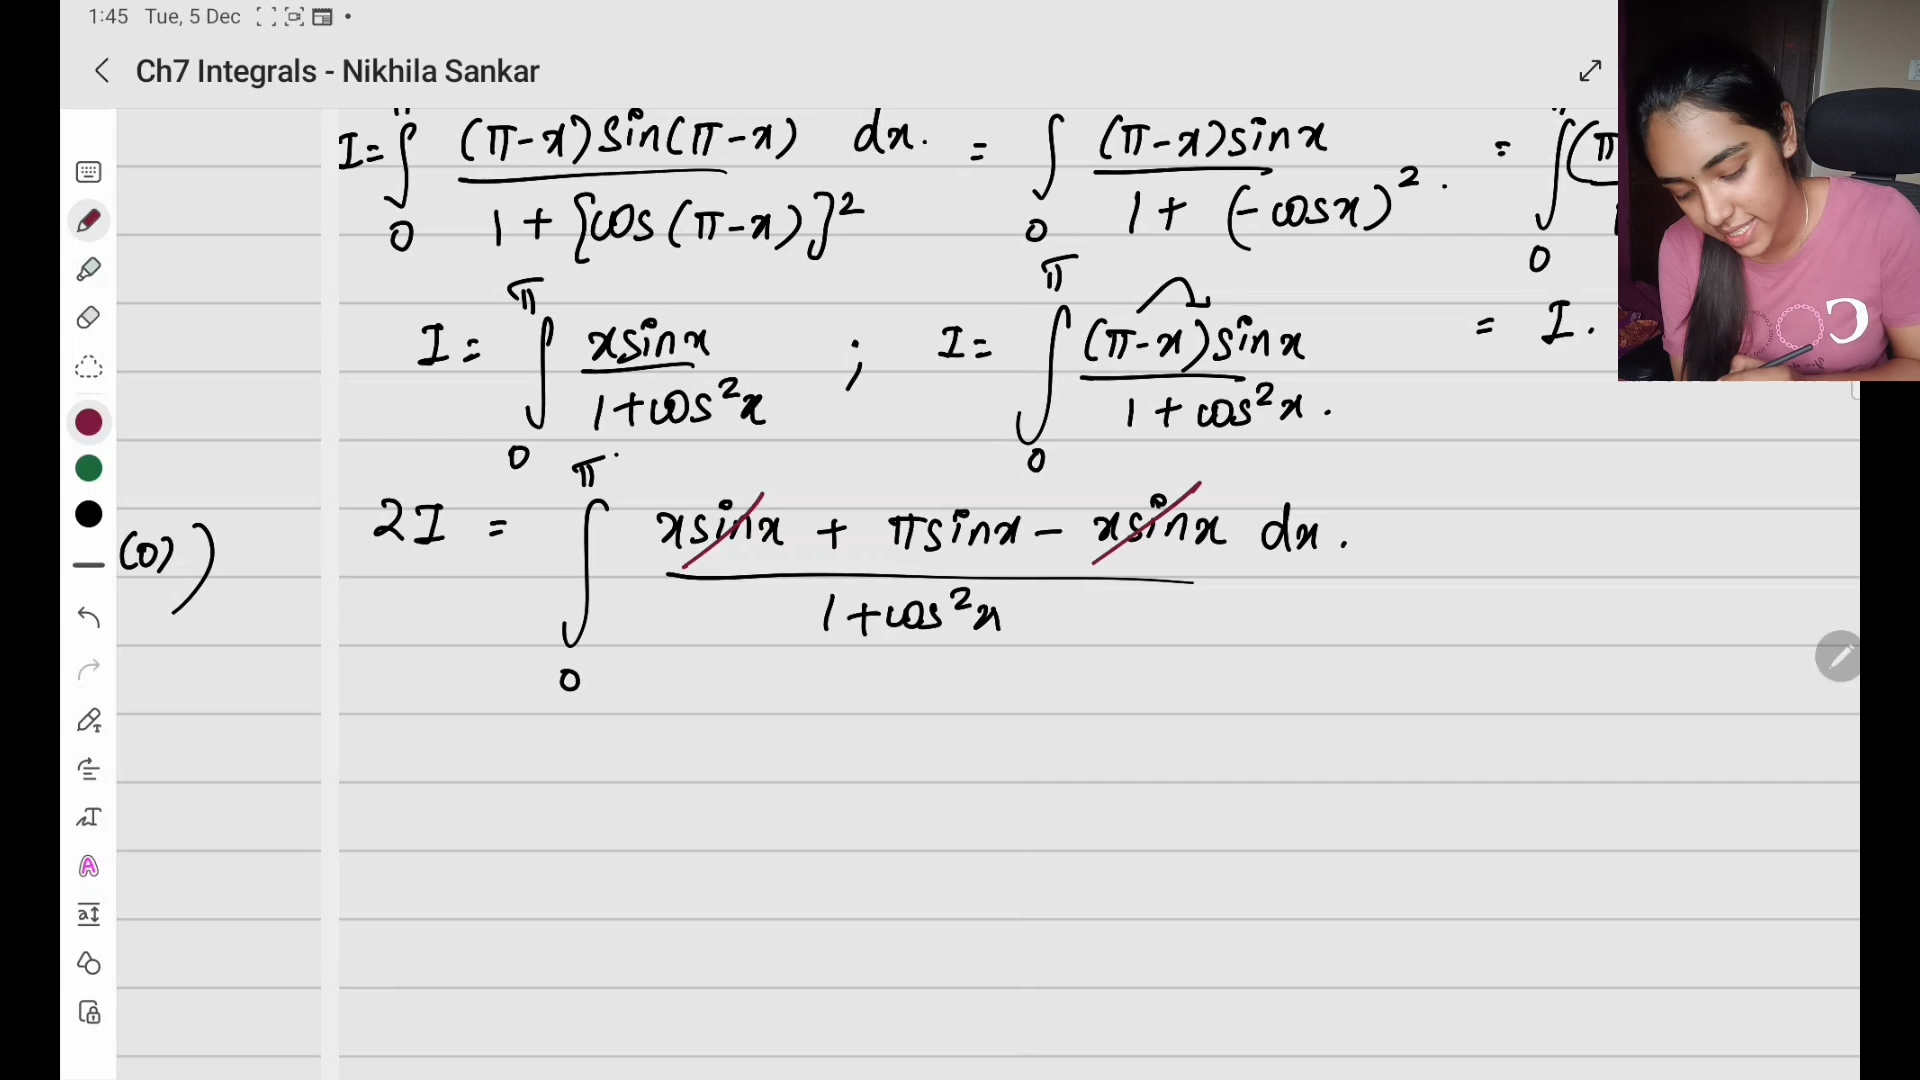 1:45 Tue, 5 Dec
Ch7 Integrals - Nikhila Sankar
I = ∫₀^π (π-x)sin(π-x) / 1 + {cos(π-x)}² dx. = ∫₀ (π-x)sinx / 1 + (-cosx)². = ∫₀ (π
I = ∫₀^π xsinx / 1+cos²x ; I = ∫₀^π (π-x)sinx / 1 + cos²x. = I.
(0))
2I = ∫₀^π xsinx + πsinx - xsinx / 1+cos²x dx.